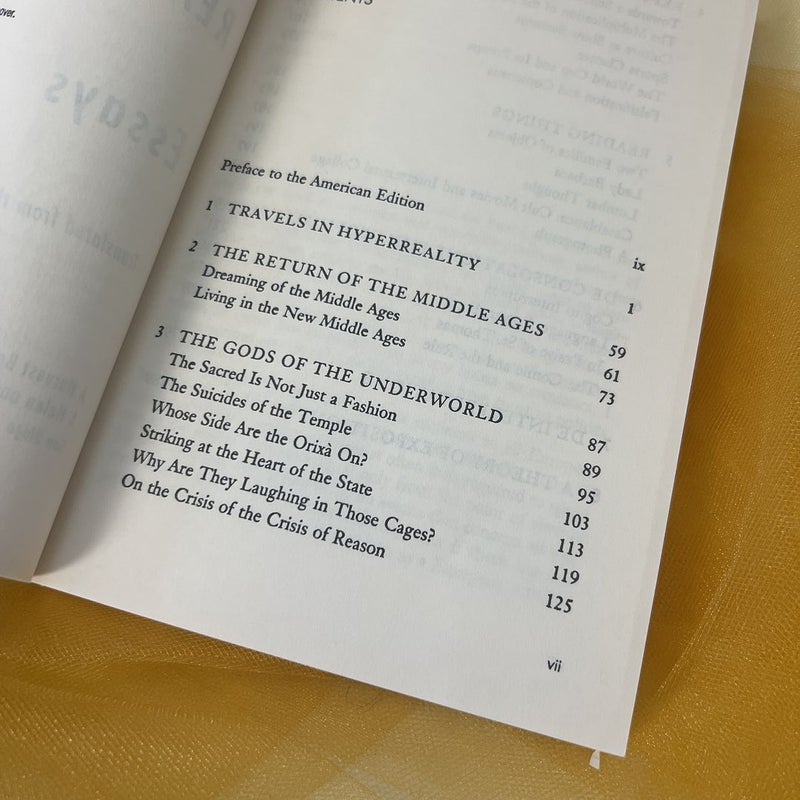 over.
ENTS
Preface to the American Edition ix
1 TRAVELS IN HYPERREALITY 1
2 THE RETURN OF THE MIDDLE AGES 59
Dreaming of the Middle Ages 61
Living in the New Middle Ages 73
3 THE GODS OF THE UNDERWORLD 87
The Sacred Is Not Just a Fashion 89
The Suicides of the Temple 95
Whose Side Are the Orixà On? 103
Striking at the Heart of the State 113
Why Are They Laughing in Those Cages? 119
On the Crisis of the Crisis of Reason 125
vii